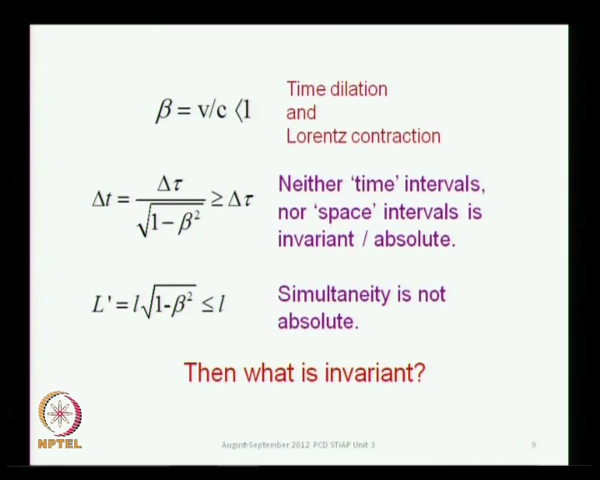 β = v/c ⟨1
Time dilation
and
Lorentz contraction
Δt = Δτ / √(1 − β²) ≥ Δτ
Neither 'time' intervals,
nor 'space' intervals is
invariant / absolute.
L' = l√(1-β²) ≤ l
Simultaneity is not
absolute.
Then what is invariant?
NPTEL
August-September 2012 PCD STiAP Unit 3
9